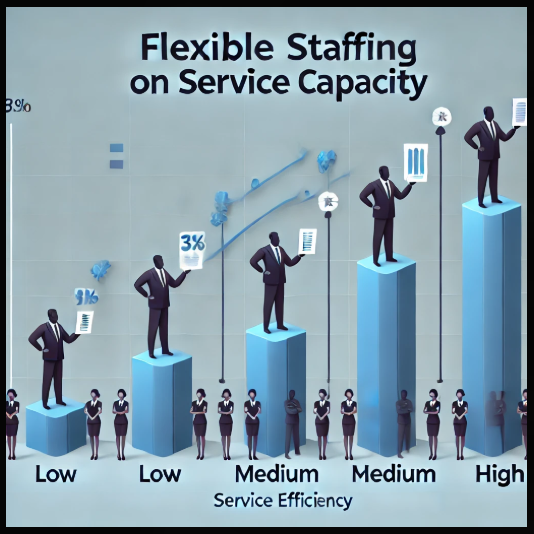 Flexible Staffing
on Service Capacity
3%
Low
Low
Medium
Medium
High
Service Efficiency